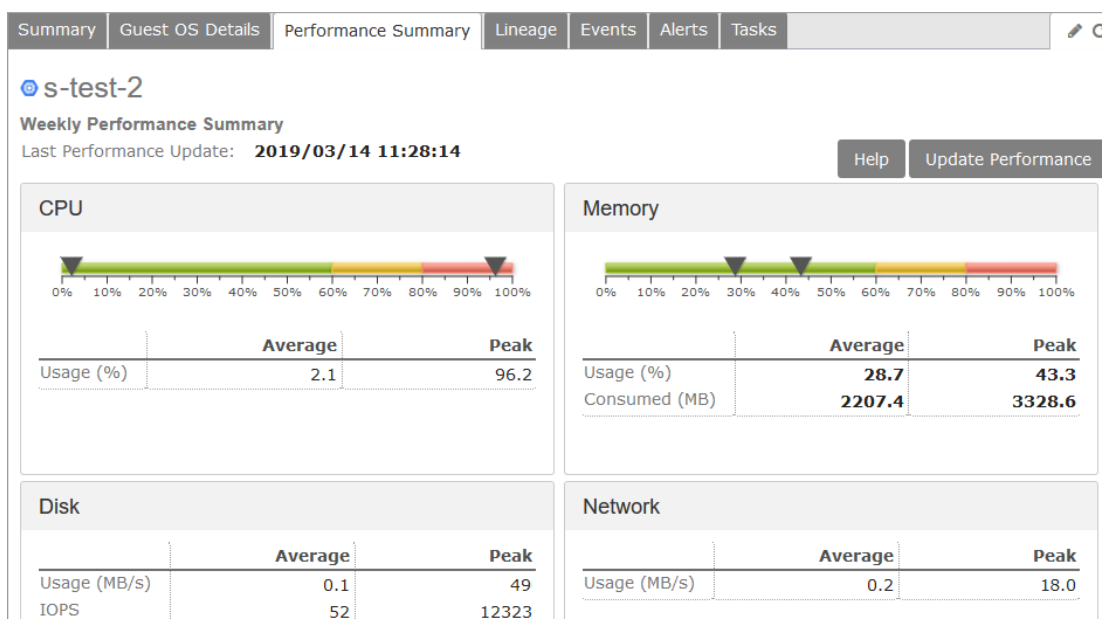 Summary Guest OS Details Performance Summary Lineage Events Alerts Tasks
s-test-2
Weekly Performance Summary
Last Performance Update: 2019/03/14 11:28:14
Help Update Performance
CPU
0% 10% 20% 30% 40% 50% 60% 70% 80% 90% 100%
Average Peak
Usage (%) 2.1 96.2
Memory
0% 10% 20% 30% 40% 50% 60% 70% 80% 90% 100%
Average Peak
Usage (%) 28.7 43.3
Consumed (MB) 2207.4 3328.6
Disk
Average Peak
Usage (MB/s) 0.1 49
IOPS 52 12323
Network
Average Peak
Usage (MB/s) 0.2 18.0